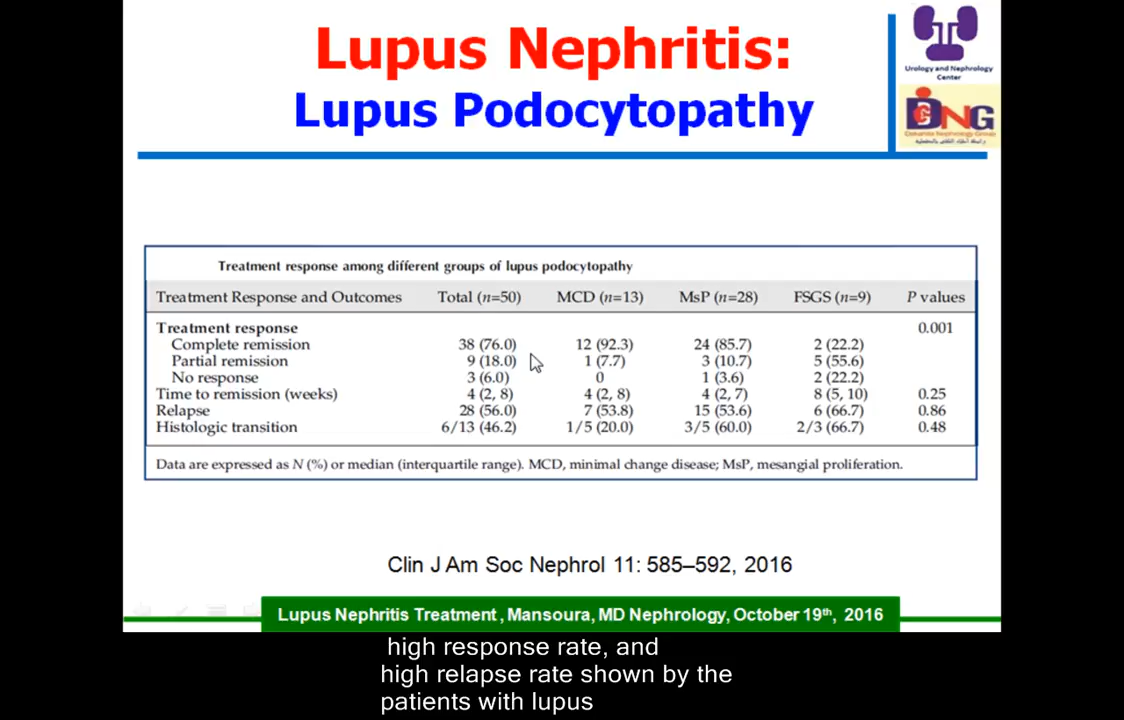 Lupus Nephritis:
Lupus Podocytopathy
Urology and Nephrology
Center
DNG
Dakahlia Nephrology Group
Treatment response among different groups of lupus podocytopathy
Treatment Response and Outcomes Total (n=50) MCD (n=13) MsP (n=28) FSGS (n=9) P values
Treatment response 0.001
Complete remission 38 (76.0) 12 (92.3) 24 (85.7) 2 (22.2)
Partial remission 9 (18.0) 1 (7.7) 3 (10.7) 5 (55.6)
No response 3 (6.0) 0 1 (3.6) 2 (22.2)
Time to remission (weeks) 4 (2, 8) 4 (2, 8) 4 (2, 7) 8 (5, 10) 0.25
Relapse 28 (56.0) 7 (53.8) 15 (53.6) 6 (66.7) 0.86
Histologic transition 6/13 (46.2) 1/5 (20.0) 3/5 (60.0) 2/3 (66.7) 0.48
Data are expressed as N (%) or median (interquartile range). MCD, minimal change disease; MsP, mesangial proliferation.
Clin J Am Soc Nephrol 11: 585–592, 2016
Lupus Nephritis Treatment, Mansoura, MD Nephrology, October 19th, 2016
high response rate, and
high relapse rate shown by the
patients with lupus